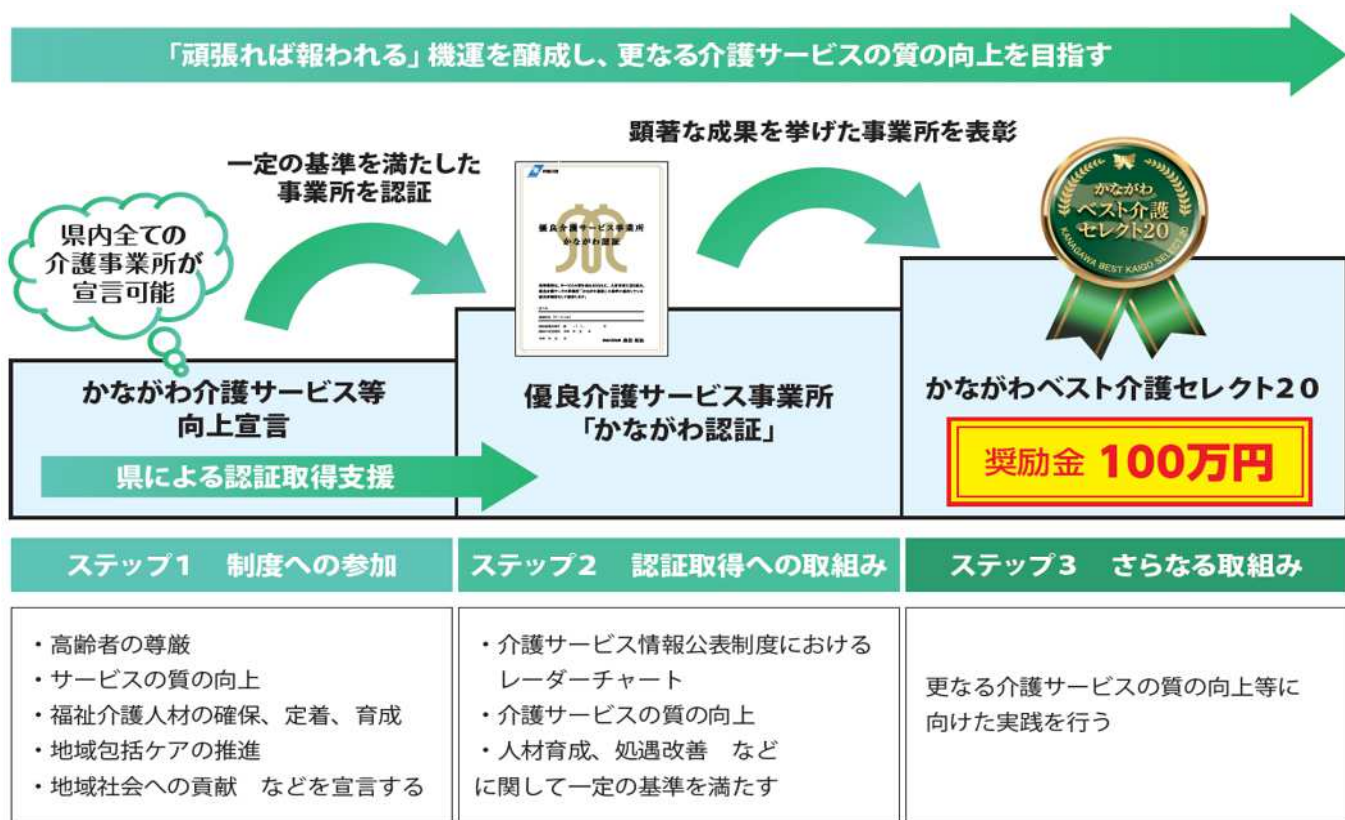 「頑張れば報われる」機運を醸成し、更なる介護サービスの質の向上を目指す
顕著な成果を挙げた事業所を表彰
一定の基準を満たした
事業所を認証
県内全ての
介護事業所が
宣言可能
優良介護サービス事業所
かながわ認証
かながわ
ベスト介護
セレクト20
KANAGAWA BEST KAIGO SELECT 20
かながわ介護サービス等
向上宣言
県による認証取得支援
優良介護サービス事業所
「かながわ認証」
かながわベスト介護セレクト20
奨励金 100万円
ステップ1 制度への参加
・高齢者の尊厳
・サービスの質の向上
・福祉介護人材の確保、定着、育成
・地域包括ケアの推進
・地域社会への貢献 などを宣言する
ステップ2 認証取得への取組み
・介護サービス情報公表制度における
レーダーチャート
・介護サービスの質の向上
・人材育成、処遇改善 など
に関して一定の基準を満たす
ステップ3 さらなる取組み
更なる介護サービスの質の向上等に
向けた実践を行う